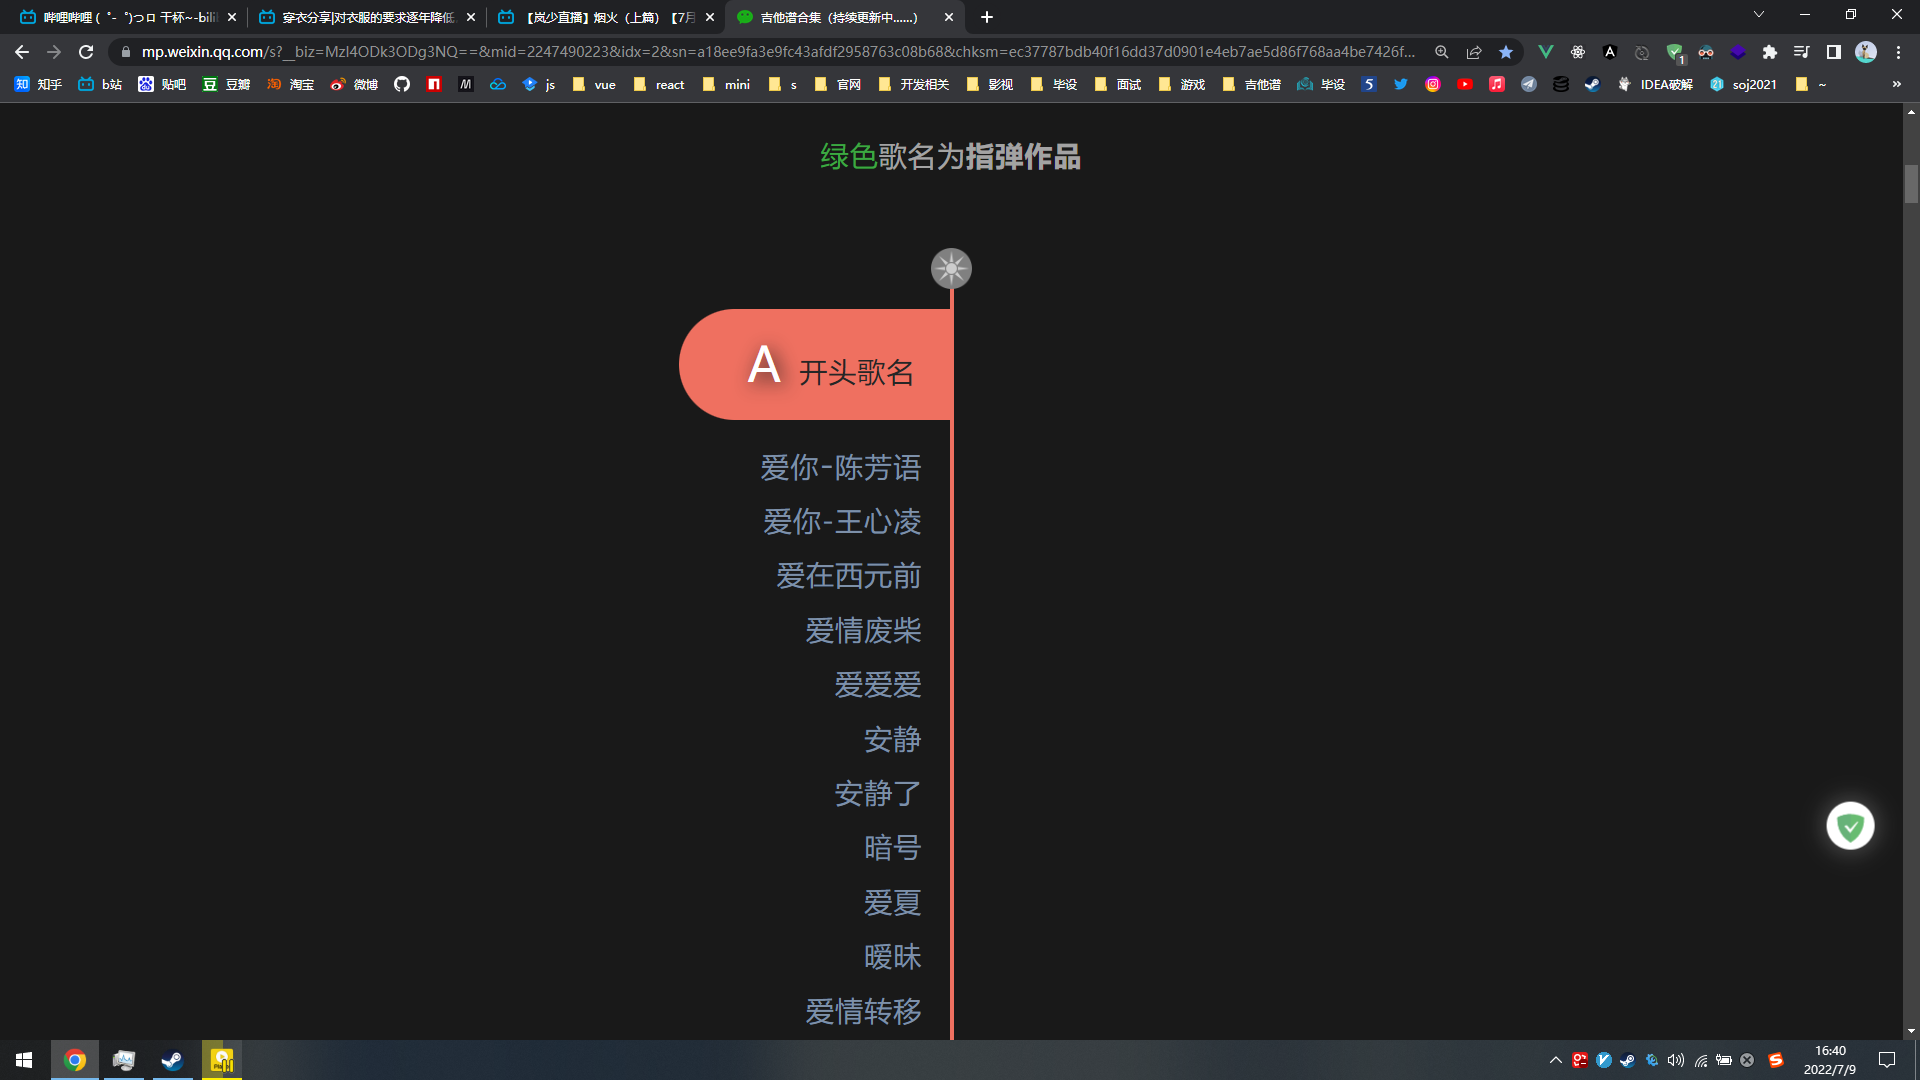 哔哩哔哩 (゜-゜)つロ 干杯~-bili
穿衣分享|对衣服的要求逐年降低
【岚少直播】烟火（上篇）【7月
吉他谱合集（持续更新中......）
mp.weixin.qq.com/s?__biz=MzI4ODk3ODg3NQ==&mid=2247490223&idx=2&sn=a18ee9fa3e9fc43afdf2958763c08b68&chksm=ec37787bdb40f16dd37d0901e4eb7ae5d86f768aa4be7426f...
知乎 b站 贴吧 豆瓣 淘宝 微博 js vue react mini s 官网 开发相关 影视 毕设 面试 游戏 吉他谱 毕设 IDEA破解 soj2021 ~ »
绿色歌名为指弹作品
A 开头歌名
爱你-陈芳语
爱你-王心凌
爱在西元前
爱情废柴
爱爱爱
安静
安静了
暗号
爱夏
暧昧
爱情转移
16:40
2022/7/9